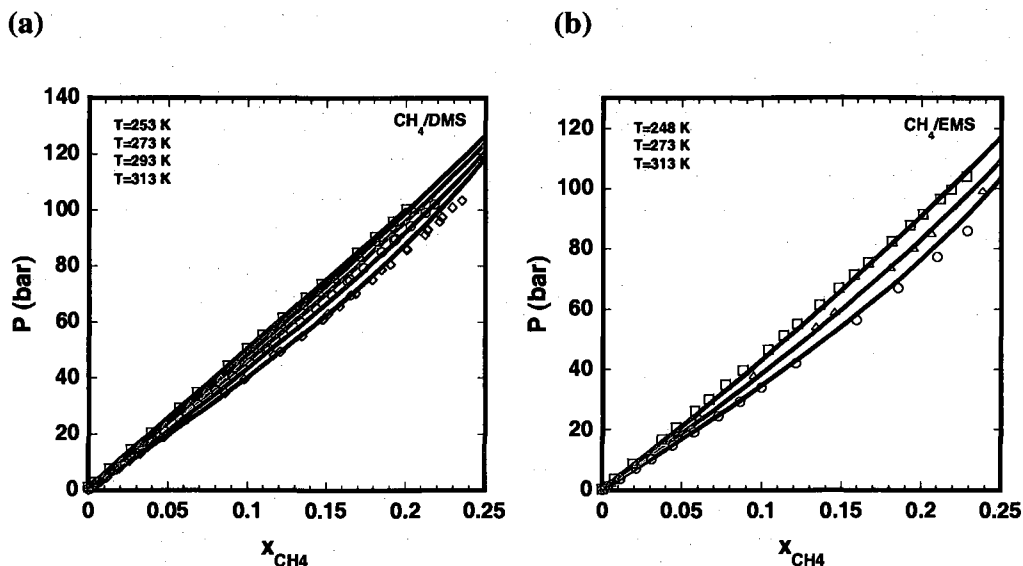 (a)
(b)
140
120
100
80
60
40
20
0
P (bar)
T=253 K
T=273 K
T=293 K
T=313 K
CH4/DMS
0 0.05 0.1 0.15 0.2 0.25
XCH4
120
100
80
60
40
20
0
P (bar)
T=248 K
T=273 K
T=313 K
CH4/EMS
0 0.05 0.1 0.15 0.2 0.25
XCH4